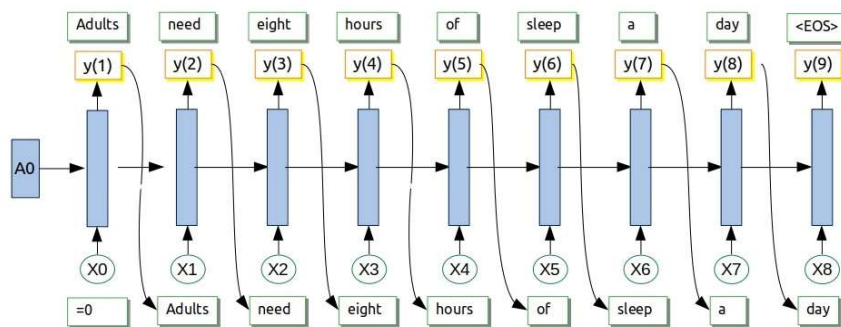 Adults need eight hours of sleep a day <EOS>
y(1) y(2) y(3) y(4) y(5) y(6) y(7) y(8) y(9)
A0
X0 X1 X2 X3 X4 X5 X6 X7 X8
=0 Adults need eight hours of sleep a day